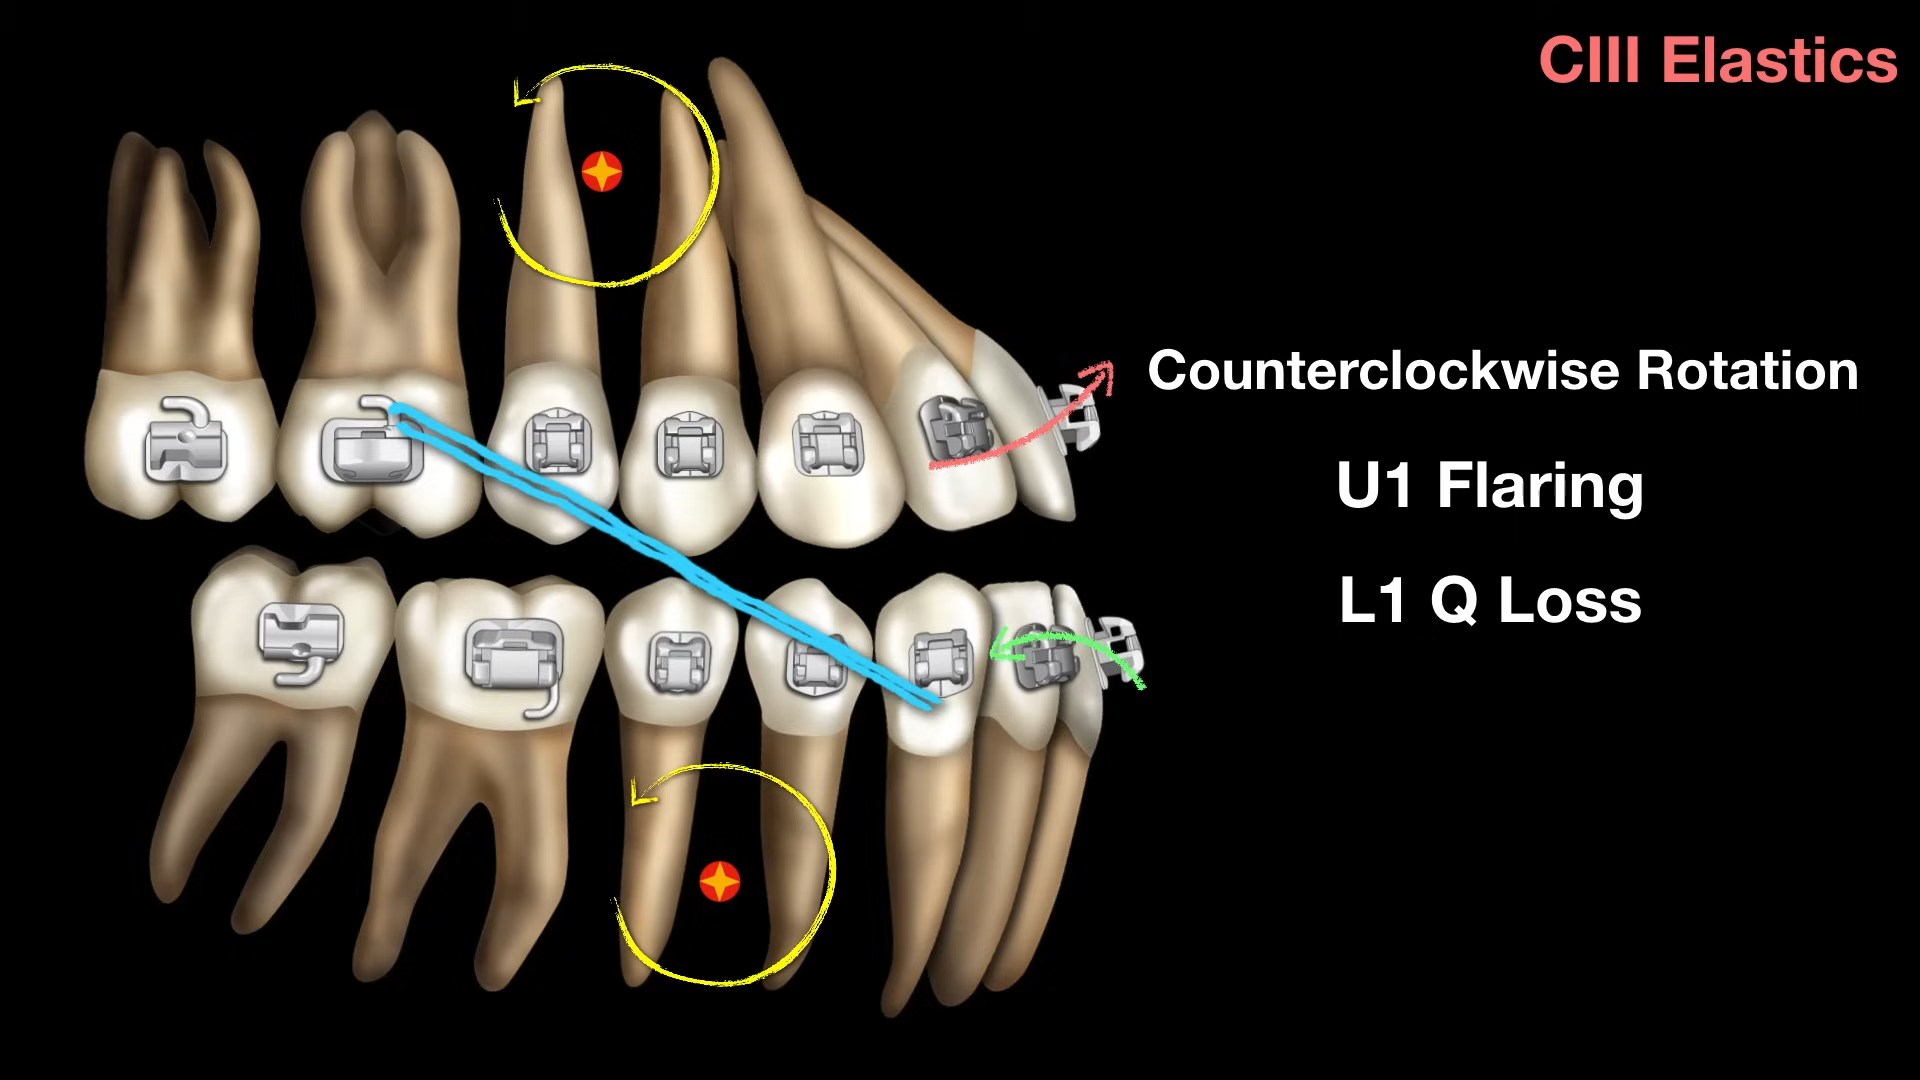 CIII Elastics
Counterclockwise Rotation
U1 Flaring
L1 Q Loss